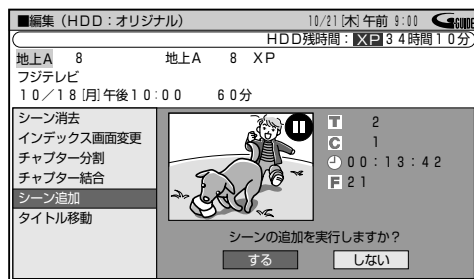 ■編集（HDD：オリジナル） 10/21[木]午前 9:00 G-GUIDE
HDD残時間：XP34時間10分
地上A 8 地上A 8 XP
フジテレビ
10／18[月]午後10:00 60分
シーン消去
インデックス画面変更
チャプター分割
チャプター結合
シーン追加
タイトル移動
T 2
C 1
00:13:42
F 21
シーンの追加を実行しますか？
する しない